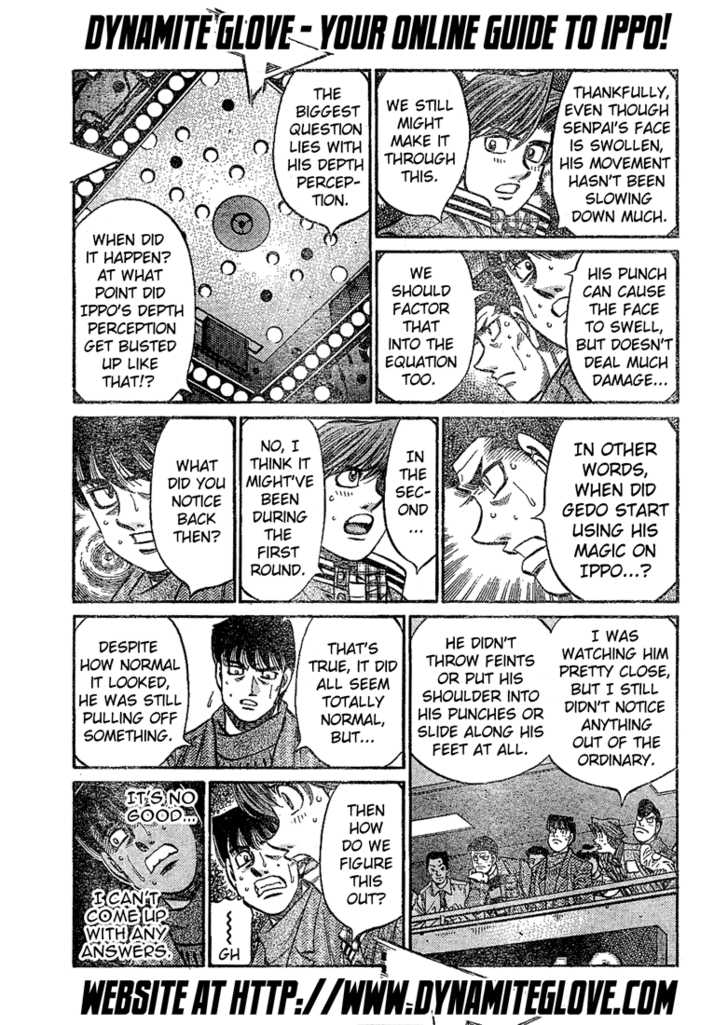 DYNAMITE GLOVE - YOUR ONLINE GUIDE TO IPPO!
THANKFULLY,
EVEN THOUGH
SENPAI'S FACE
IS SWOLLEN,
HIS MOVEMENT
HASN'T BEEN
SLOWING
DOWN MUCH.
WE STILL
MIGHT
MAKE IT
THROUGH
THIS.
THE
BIGGEST
QUESTION
LIES WITH
HIS DEPTH
PERCEP-
TION.
WHEN DID
IT HAPPEN?
AT WHAT
POINT DID
IPPO'S DEPTH
PERCEPTION
GET BUSTED
UP LIKE
THAT!?
HIS PUNCH
CAN CAUSE
THE FACE
TO SWELL,
BUT DOESN'T
DEAL MUCH
DAMAGE...
WE
SHOULD
FACTOR
THAT
INTO THE
EQUATION
TOO.
IN OTHER
WORDS,
WHEN DID
GEDO START
USING HIS
MAGIC ON
IPPO...?
IN
THE
SEC-
OND
...
NO, I
THINK IT
MIGHT'VE
BEEN
DURING
THE
FIRST
ROUND.
WHAT
DID YOU
NOTICE
BACK
THEN?
I WAS
WATCHING HIM
PRETTY CLOSE,
BUT I STILL
DIDN'T NOTICE
ANYTHING
OUT OF THE
ORDINARY.
HE DIDN'T
THROW FEINTS
OR PUT HIS
SHOULDER INTO
HIS PUNCHES OR
SLIDE ALONG HIS
FEET AT ALL.
THAT'S
TRUE, IT DID
ALL SEEM
TOTALLY
NORMAL,
BUT...
DESPITE
HOW NORMAL
IT LOOKED,
HE WAS STILL
PULLING OFF
SOMETHING.
THEN
HOW
DO WE
FIGURE
THIS
OUT?
GH
IT'S NO
GOOD...
I CAN'T
COME UP
WITH ANY
ANSWERS.
WEBSITE AT HTTP://WWW.DYNAMITEGLOVE.COM